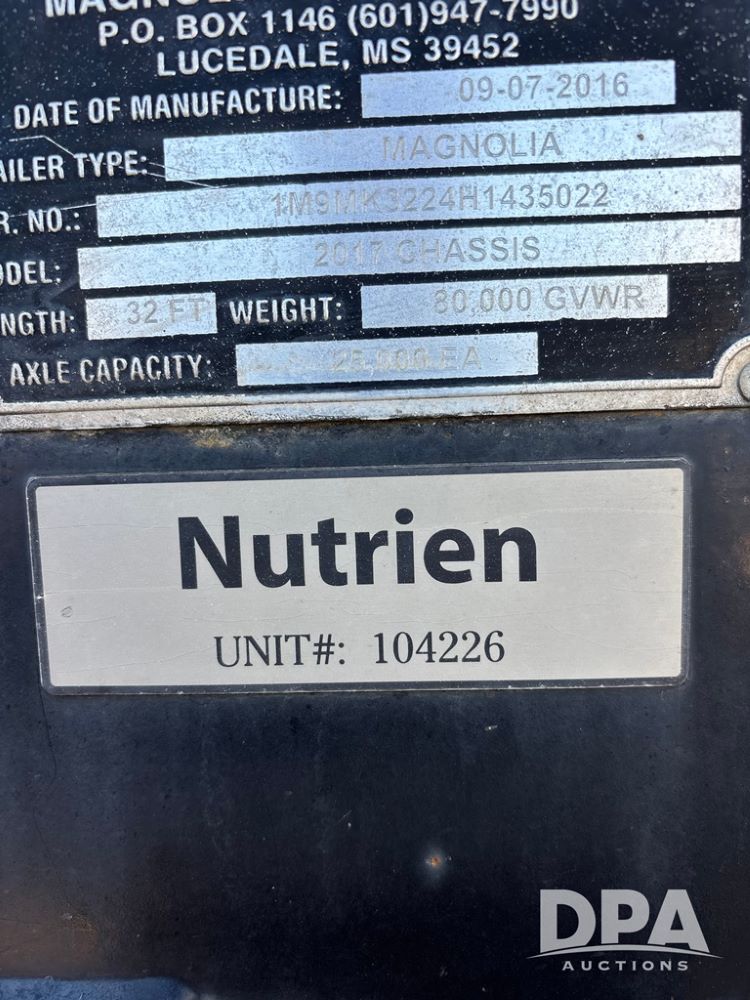 P.O. BOX 1146 (601)947-7990
LUCEDALE, MS 39452
DATE OF MANUFACTURE: 09-07-2016
AILER TYPE: MAGNOLIA
R. NO.: 1M9MK3224H1435022
ODEL: 2017 CHASSIS
NGTH: 32 FT WEIGHT: 80,000 GVWR
AXLE CAPACITY: EA
Nutrien
UNIT#: 104226
DPA
AUCTIONS